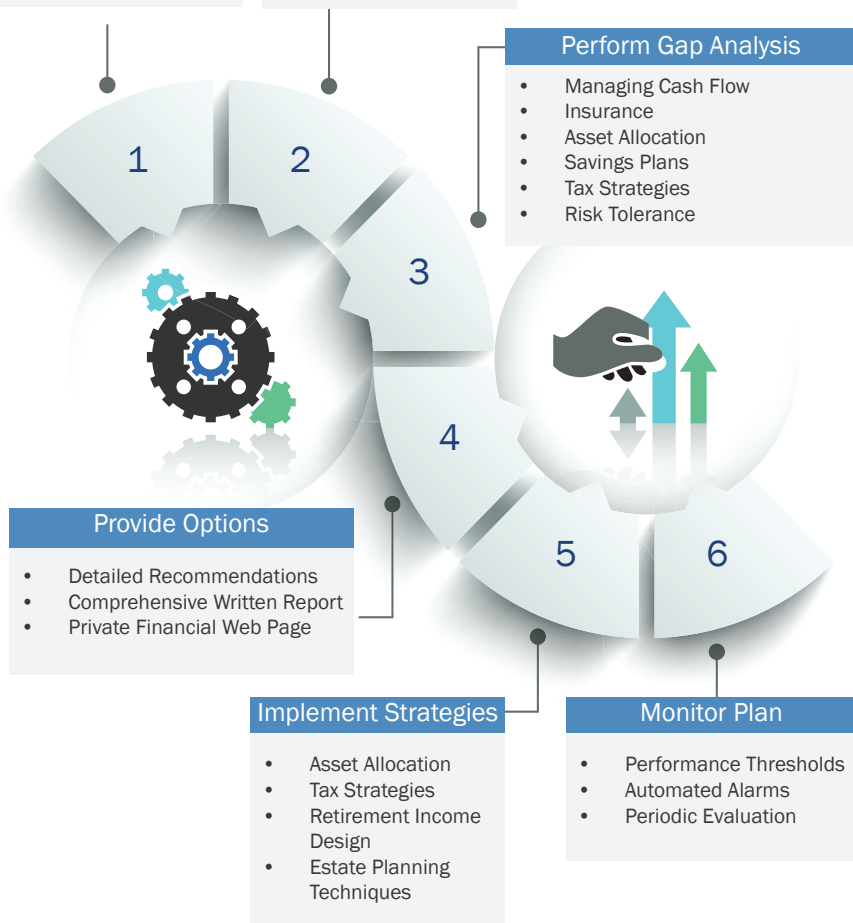 1
2
3
4
5
6
Perform Gap Analysis
• Managing Cash Flow
• Insurance
• Asset Allocation
• Savings Plans
• Tax Strategies
• Risk Tolerance
Provide Options
• Detailed Recommendations
• Comprehensive Written Report
• Private Financial Web Page
Implement Strategies
• Asset Allocation
• Tax Strategies
• Retirement Income
Design
• Estate Planning
Techniques
Monitor Plan
• Performance Thresholds
• Automated Alarms
• Periodic Evaluation